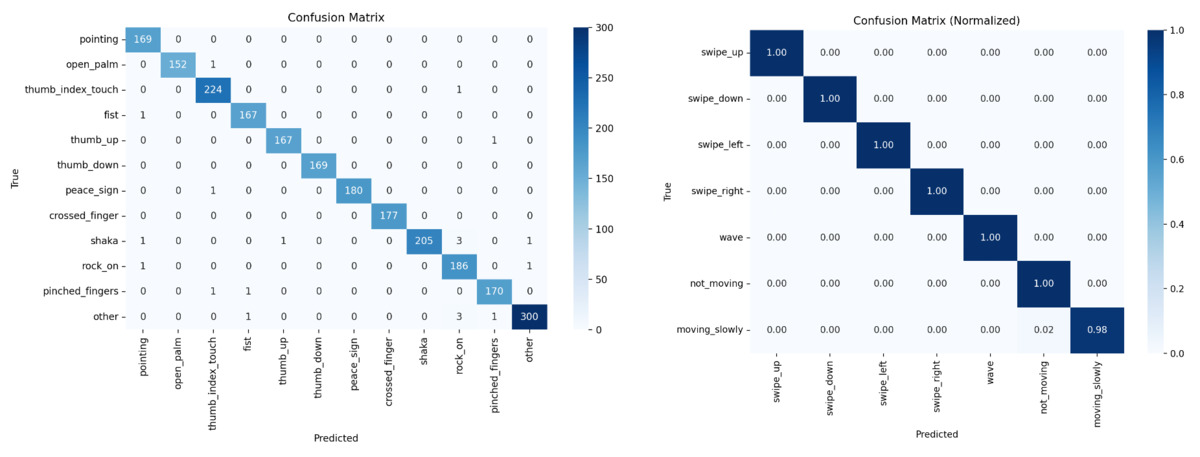 Confusion Matrix
pointing 169 0 0 0 0 0 0 0 0 0 0 0
open_palm 0 152 1 0 0 0 0 0 0 0 0 0
thumb_index_touch 0 0 224 0 0 0 0 0 0 1 0 0
fist 1 0 0 167 0 0 0 0 0 0 0 0
thumb_up 0 0 0 0 167 0 0 0 0 0 1 0
thumb_down 0 0 0 0 0 169 0 0 0 0 0 0
peace_sign 0 0 1 0 0 0 180 0 0 0 0 0
crossed_finger 0 0 0 0 0 0 0 177 0 0 0 0
shaka 1 0 0 0 1 0 0 0 205 3 0 1
rock_on 1 0 0 0 0 0 0 0 0 186 0 1
pinched_fingers 0 0 1 1 0 0 0 0 0 0 170 0
other 0 0 0 1 0 0 0 0 0 3 1 300
True
pointing open_palm thumb_index_touch fist thumb_up thumb_down peace_sign crossed_finger shaka rock_on pinched_fingers other
Predicted
300
250
200
150
100
50
0
Confusion Matrix (Normalized)
swipe_up 1.00 0.00 0.00 0.00 0.00 0.00 0.00
swipe_down 0.00 1.00 0.00 0.00 0.00 0.00 0.00
swipe_left 0.00 0.00 1.00 0.00 0.00 0.00 0.00
swipe_right 0.00 0.00 0.00 1.00 0.00 0.00 0.00
wave 0.00 0.00 0.00 0.00 1.00 0.00 0.00
not_moving 0.00 0.00 0.00 0.00 0.00 1.00 0.00
moving_slowly 0.00 0.00 0.00 0.00 0.00 0.02 0.98
True
swipe_up swipe_down swipe_left swipe_right wave not_moving moving_slowly
Predicted
1.0
0.8
0.6
0.4
0.2
0.0